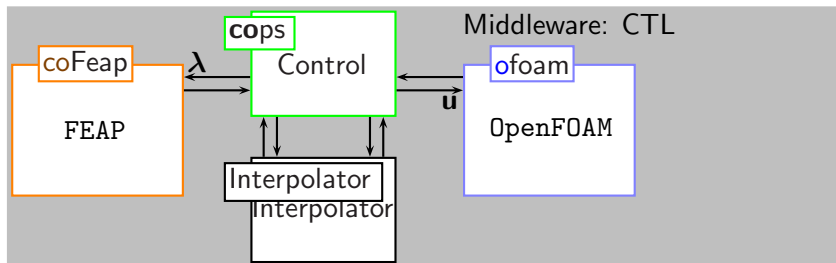 Middleware: CTL
cops
Control
coFeap
λ
FEAP
ofoam
u
OpenFOAM
Interpolator
Interpolator